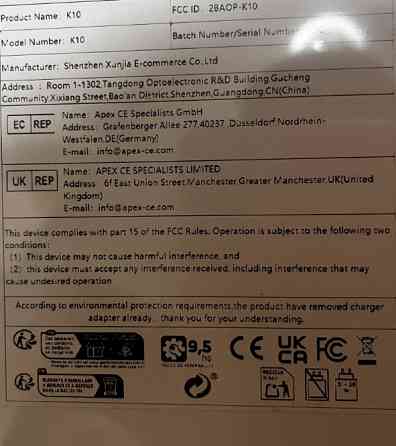 Product Name: K10
FCC ID: 2BAOP-K10
Model Number: K10
Batch Number/Serial Number
Manufacturer: Shenzhen Xunjia E-commerce Co.,Ltd
Address : Room 1-1302,Tangdong Optoelectronic R&D Building,Gucheng
Community,Xixiang Street,Bao'an District,Shenzhen,Guangdong,CN(China)
EC REP
Name: Apex CE Specialists GmbH
Address: Grafenberger Allee 277,40237 ,Dusseldorf,Nordrhein-
Westfalen,DE(Germany)
E-mail: info@apex-ce.com
UK REP
Name: APEX CE SPECIALISTS LIMITED
Address 6f East Union Street,Manchester,Greater Manchester,UK(United
Kingdom)
E-mail: info@apex-ce.com
This device complies with part 15 of the FCC Rules. Operation is subject to the following two
conditions:
(1) This device may not cause harmful interference, and
(2) this device must accept any interference received, including interference that may
cause undesired operation
According to environmental protection requirements,the product have removed charger
adapter already, thank you for your understanding.
9,5
CE
UK
CA
FC